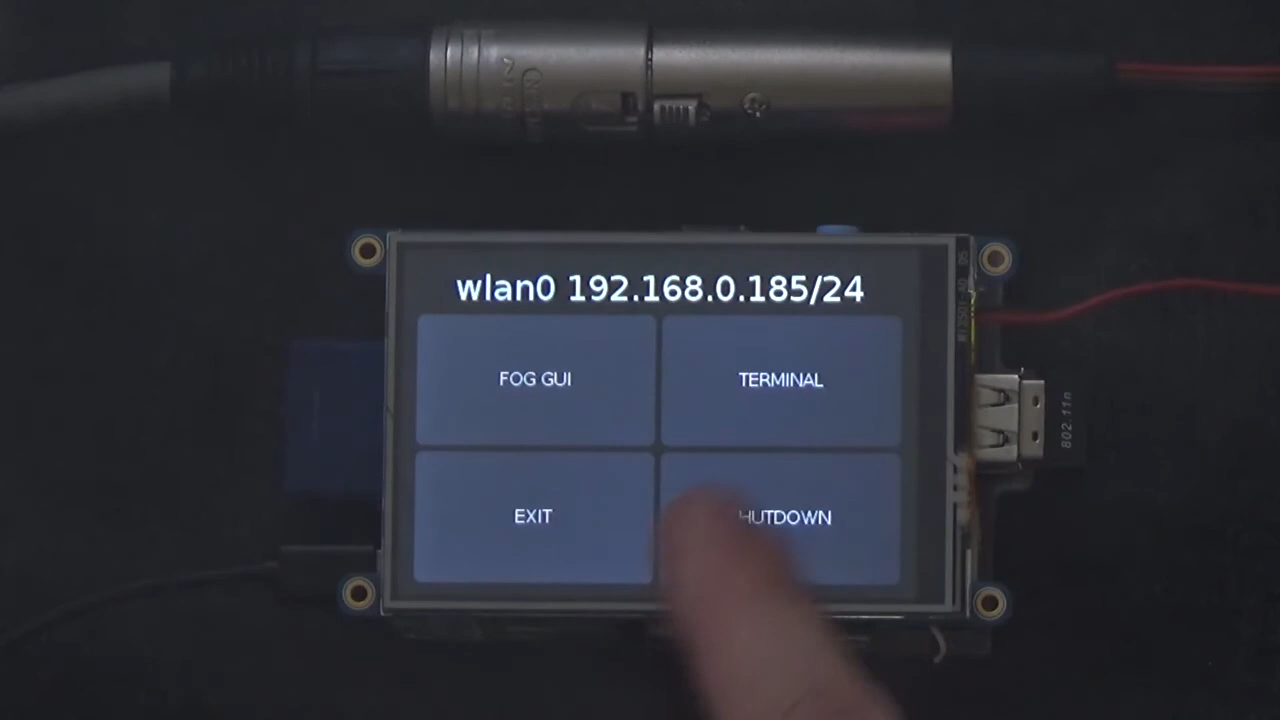 wlan0 192.168.0.185/24
FOG GUI
TERMINAL
EXIT
HUTDOWN
802.11n